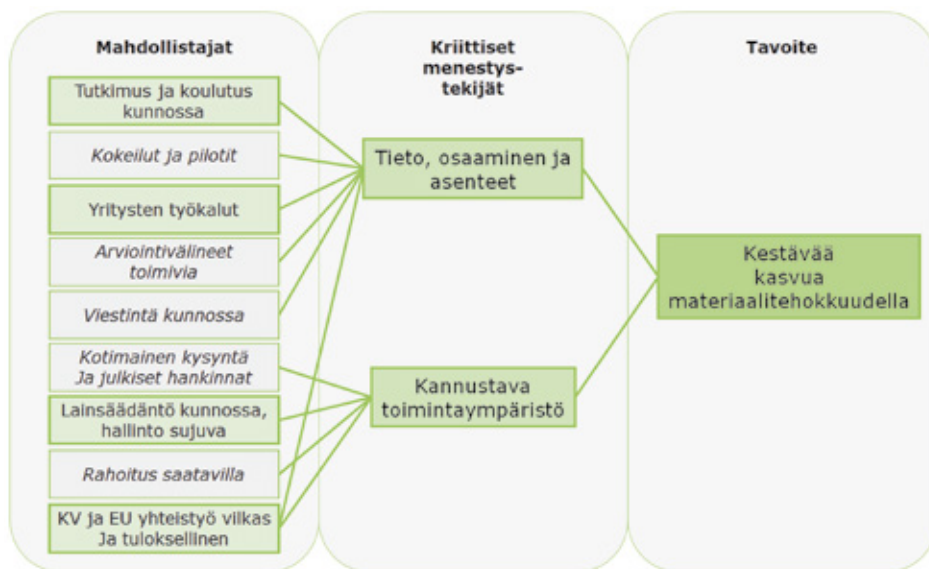 Mahdollistajat
Tutkimus ja koulutus
kunnossa
Kokeilut ja pilotit
Yritysten työkalut
Arviointivälineet
toimivia
Viestintä kunnossa
Kotimainen kysyntä
Ja julkiset hankinnat
Lainsäädäntö kunnossa,
hallinto sujuva
Rahoitus saatavilla
KV ja EU yhteistyö vilkas
Ja tuloksellinen
Kriittiset
menestys-
tekijät
Tieto, osaaminen ja
asenteet
Kannustava
toimintaympäristö
Tavoite
Kestävää
kasvua
materiaalitehokkuudella